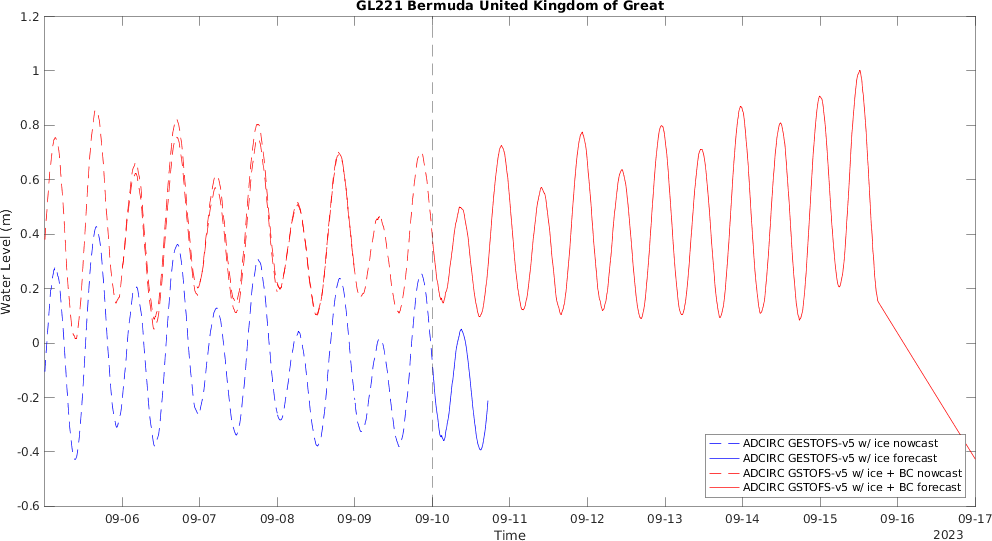 GL221 Bermuda United Kingdom of Great
1.2
1
0.8
0.6
0.4
0.2
0
-0.2
-0.4
-0.6
Water Level (m)
ADCIRC GESTOFS-v5 w/ ice nowcast
ADCIRC GESTOFS-v5 w/ ice forecast
ADCIRC GSTOFS-v5 w/ ice + BC nowcast
ADCIRC GSTOFS-v5 w/ ice + BC forecast
09-06 09-07 09-08 09-09 09-10 09-11 09-12 09-13 09-14 09-15 09-16 09-17
Time
2023